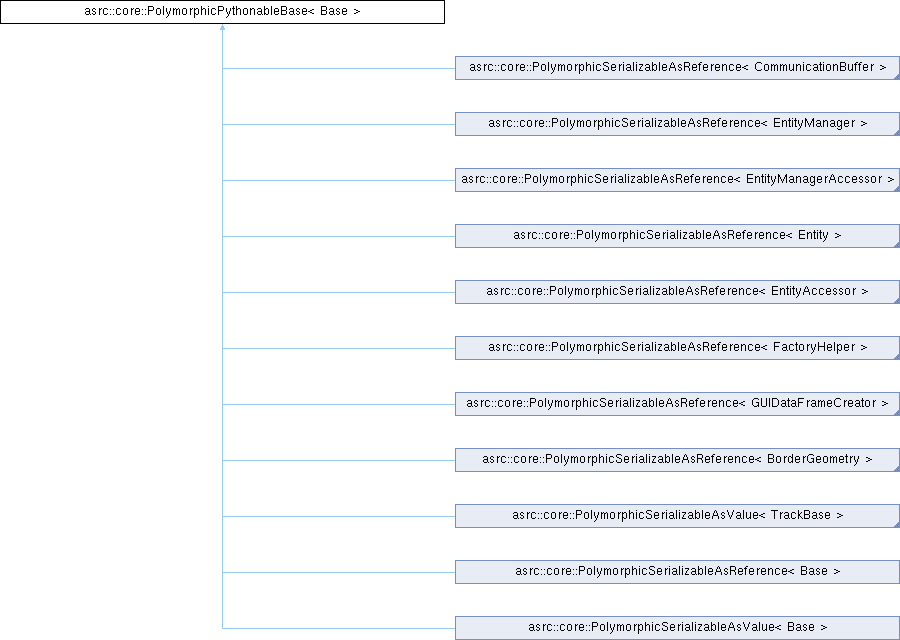 asrc::core::PolymorphicPythonableBase< Base >
asrc::core::PolymorphicSerializableAsReference< CommunicationBuffer >
asrc::core::PolymorphicSerializableAsReference< EntityManager >
asrc::core::PolymorphicSerializableAsReference< EntityManagerAccessor >
asrc::core::PolymorphicSerializableAsReference< Entity >
asrc::core::PolymorphicSerializableAsReference< EntityAccessor >
asrc::core::PolymorphicSerializableAsReference< FactoryHelper >
asrc::core::PolymorphicSerializableAsReference< GUIDataFrameCreator >
asrc::core::PolymorphicSerializableAsReference< BorderGeometry >
asrc::core::PolymorphicSerializableAsValue< TrackBase >
asrc::core::PolymorphicSerializableAsReference< Base >
asrc::core::PolymorphicSerializableAsValue< Base >